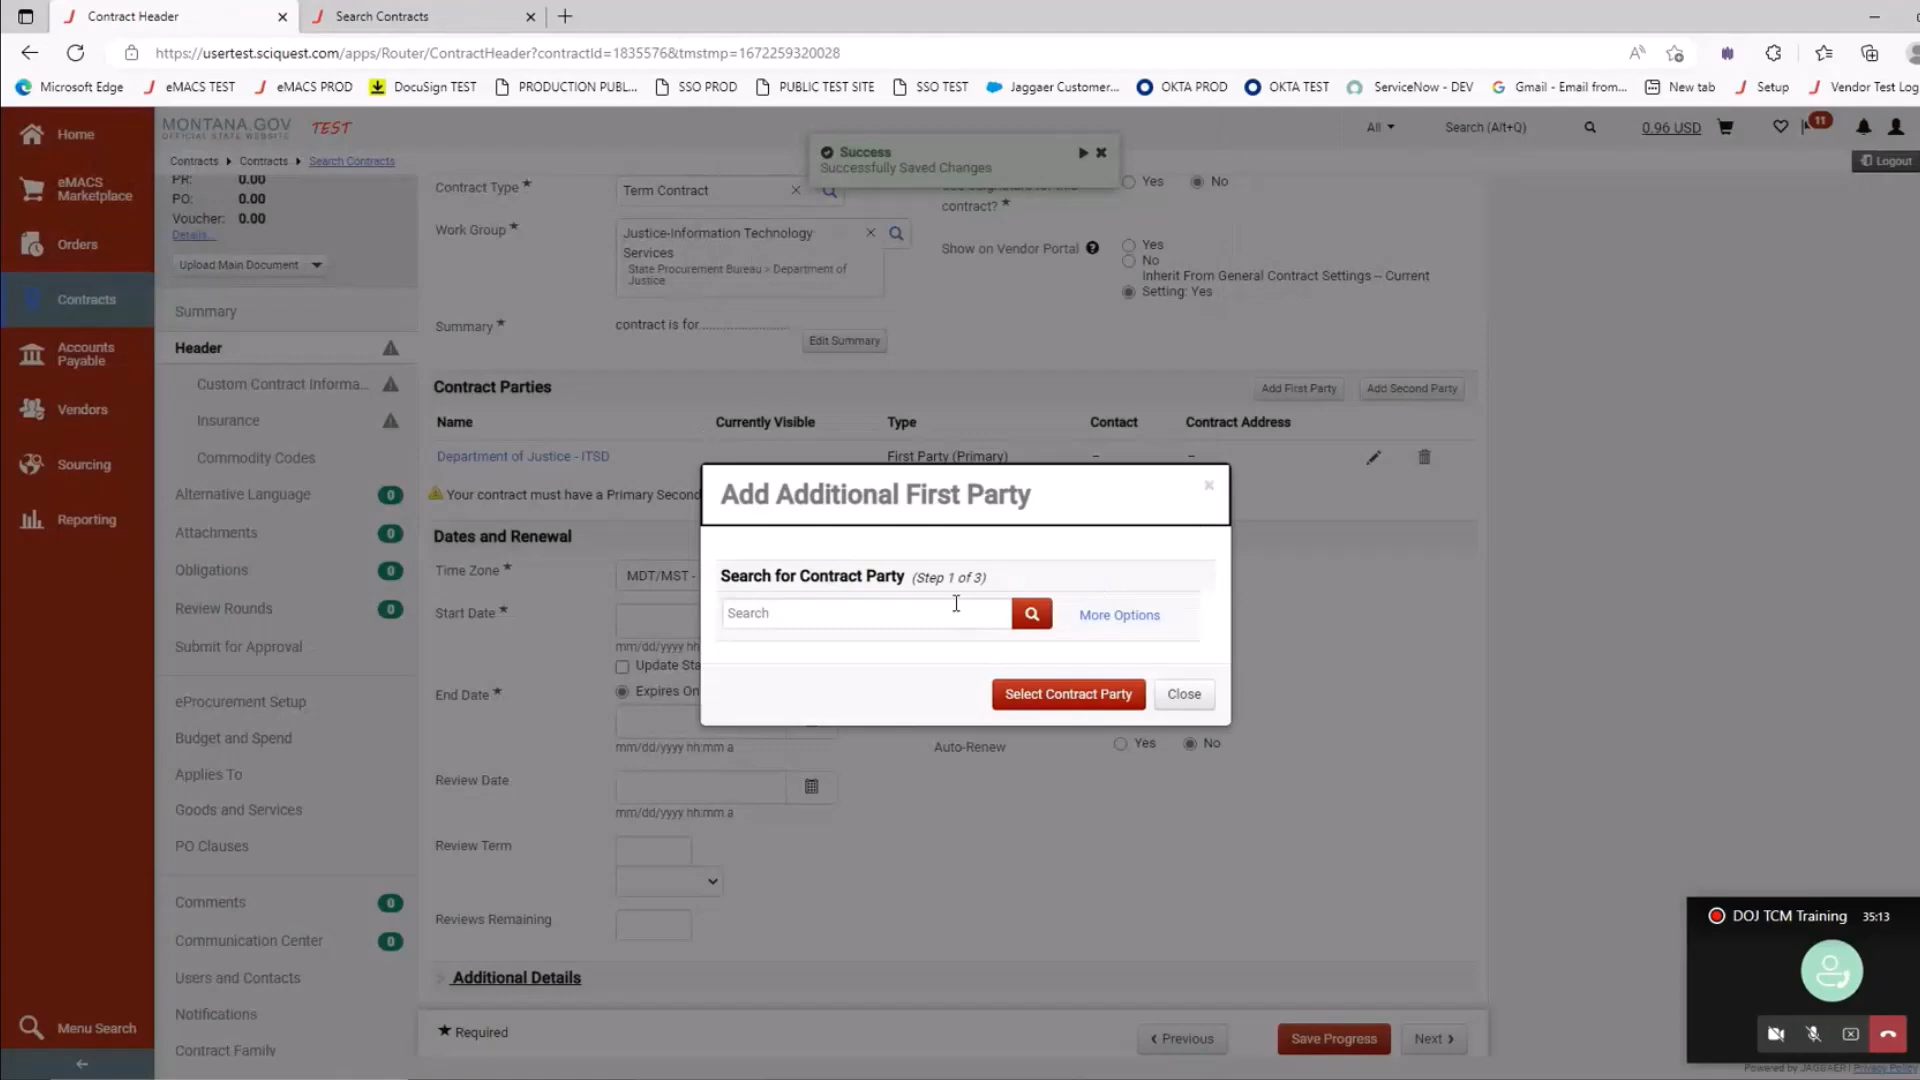 Contract Header
Search Contracts
https://usertest.sciquest.com/apps/Router/ContractHeader?contractId=1835576&tmstmp=1672259320028
Microsoft Edge
eMACS TEST
eMACS PROD
DocuSign TEST
PRODUCTION PUBL...
SSO PROD
PUBLIC TEST SITE
SSO TEST
Jaggaer Customer...
OKTA PROD
OKTA TEST
ServiceNow - DEV
Gmail - Email from...
New tab
Setup
Vendor Test Log
Home
eMACS
Marketplace
Orders
Contracts
Accounts
Payable
Vendors
Sourcing
Reporting
Menu Search
MONTANA.GOV
OFFICIAL STATE WEBSITE
TEST
All
Search (Alt+Q)
0.96 USD
11
Logout
Contracts
Contracts
Search Contracts
Success
Successfully Saved Changes
PR: 0.00
PO: 0.00
Voucher: 0.00
Details...
Upload Main Document
Summary
Header
Custom Contract Informa...
Insurance
Commodity Codes
Alternative Language 0
Attachments 0
Obligations 0
Review Rounds 0
Submit for Approval
eProcurement Setup
Budget and Spend
Applies To
Goods and Services
PO Clauses
Comments 0
Communication Center 0
Users and Contacts
Notifications
Contract Family
Contract Type ★
Term Contract
contract? ★
Yes
No
Work Group ★
Justice-Information Technology
Services
State Procurement Bureau > Department of
Justice
Show on Vendor Portal
Yes
No
Inherit From General Contract Settings – Current
Setting: Yes
Summary ★
contract is for
Edit Summary
Contract Parties
Add First Party
Add Second Party
Name
Currently Visible
Type
Contact
Contract Address
Department of Justice - ITSD
First Party (Primary)
–
–
Your contract must have a Primary Second
Dates and Renewal
Time Zone ★
MDT/MST -
Start Date ★
mm/dd/yyyy hh
Update Sta
End Date ★
Expires On
mm/dd/yyyy hh:mm a
Auto-Renew
Yes
No
Review Date
mm/dd/yyyy hh:mm a
Review Term
Reviews Remaining
Additional Details
★ Required
Previous
Save Progress
Next
Add Additional First Party
Search for Contract Party (Step 1 of 3)
Search
More Options
Select Contract Party
Close
DOJ TCM Training 35:13
Powered by JAGGAER | Privacy Policy